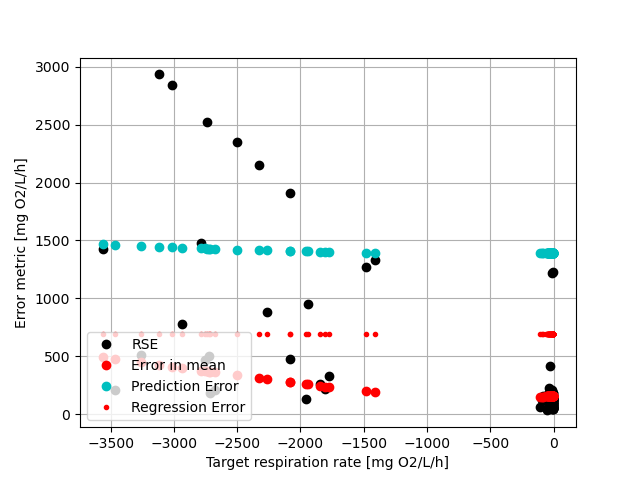 3000
2500
2000
1500
1000
500
0
Error metric [mg O2/L/h]
RSE
Error in mean
Prediction Error
Regression Error
−3500 −3000 −2500 −2000 −1500 −1000 −500 0
Target respiration rate [mg O2/L/h]